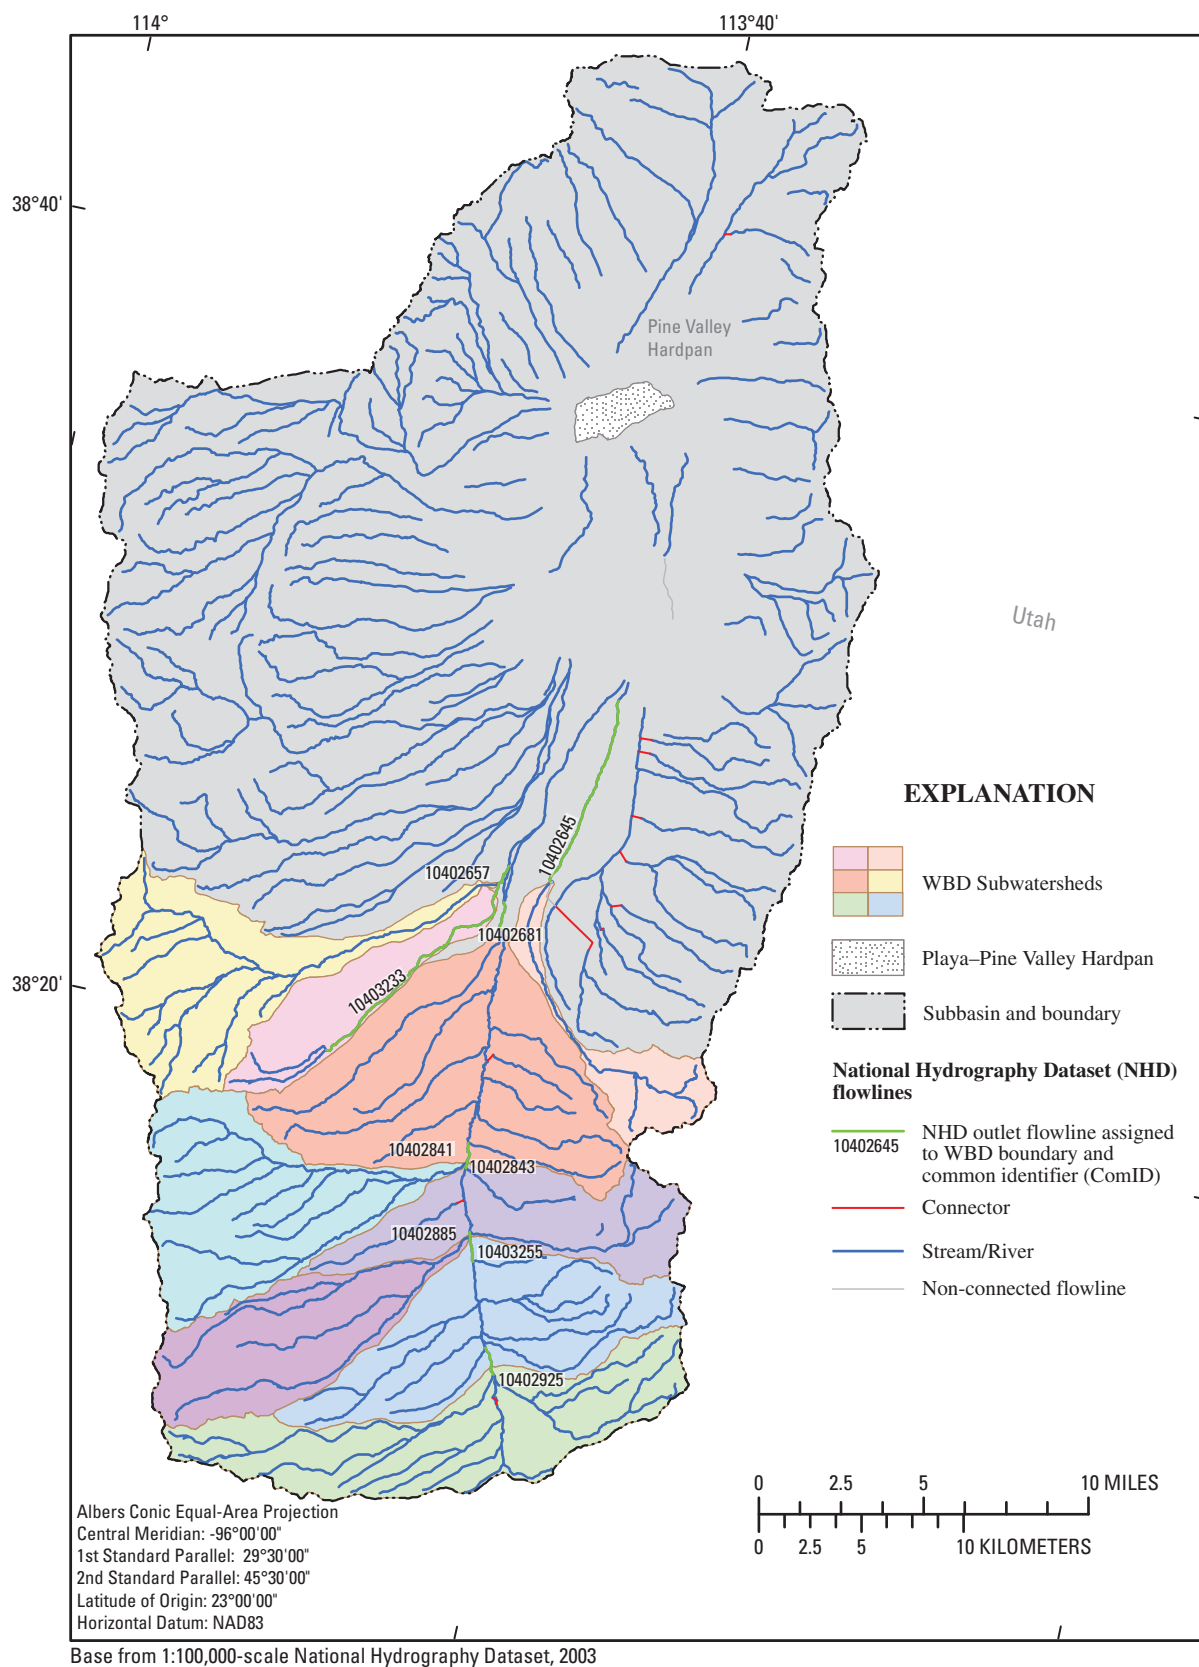 114°
113°40'
38°40'
Pine Valley
Hardpan
Utah
10402645
10402657
10402681
10403233
38°20'
10402841
10402843
10402885
10403255
10402925
EXPLANATION
WBD Subwatersheds
Playa–Pine Valley Hardpan
Subbasin and boundary
National Hydrography Dataset (NHD)
flowlines
NHD outlet flowline assigned
10402645
to WBD boundary and
common identifier (ComID)
Connector
Stream/River
Non-connected flowline
0 2.5 5 10 MILES
0 2.5 5 10 KILOMETERS
Albers Conic Equal-Area Projection
Central Meridian: -96°00'00"
1st Standard Parallel: 29°30'00"
2nd Standard Parallel: 45°30'00"
Latitude of Origin: 23°00'00"
Horizontal Datum: NAD83
Base from 1:100,000-scale National Hydrography Dataset, 2003